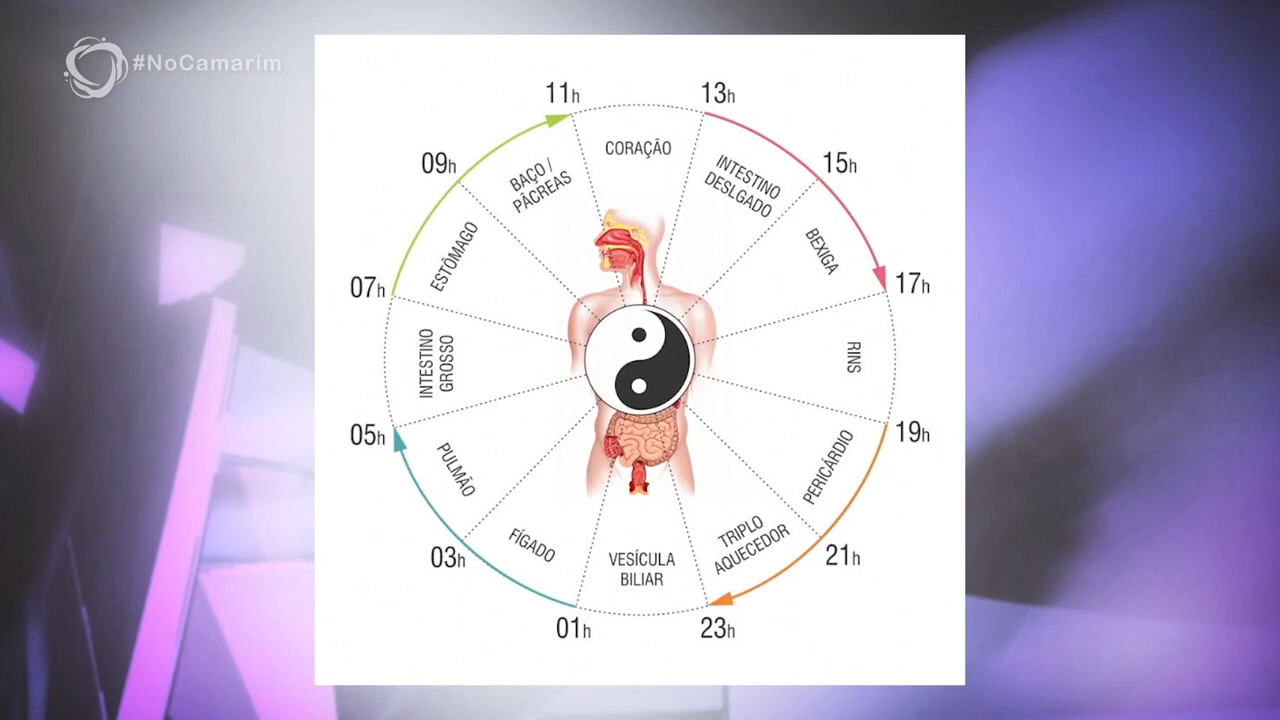 #NoCamarim
11h
13h
09h
15h
07h
17h
05h
19h
03h
21h
01h
23h
CORAÇÃO
INTESTINO
DESLGADO
BEXIGA
RINS
PERICÁRDIO
TRIPLO
AQUECEDOR
VESÍCULA
BILIAR
FÍGADO
PULMÃO
INTESTINO
GROSSO
ESTÔMAGO
BAÇO /
PÂCREAS